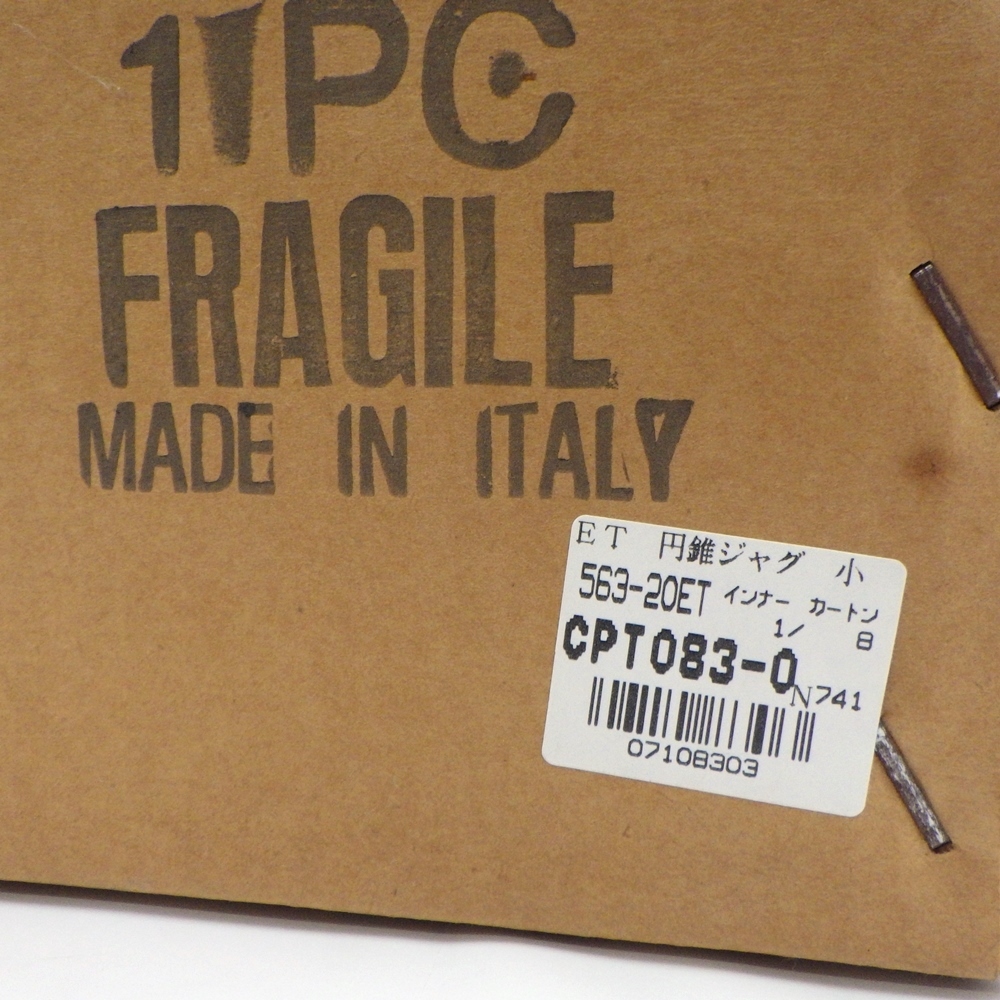 11PC
FRAGILE
MADE IN ITALY
ET 円錐ジャグ 小
563-20ET インナー カートン
1/ 8
CPT083-0
N741
07108303